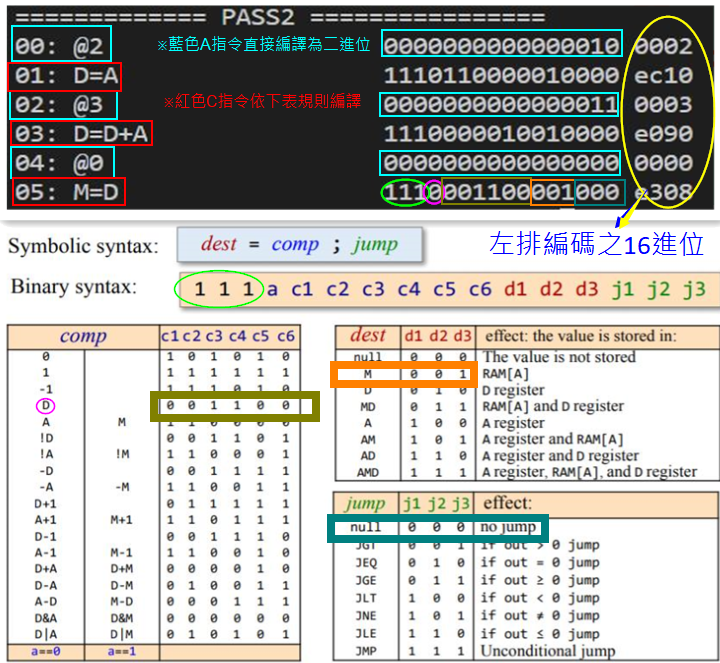 ============= PASS2 ================
00: @2 ※藍色A指令直接編譯為二進位 0000000000000010 0002
01: D=A 1110110000010000 ec10
02: @3 ※紅色C指令依下表規則編譯 0000000000000011 0003
03: D=D+A 1110000010010000 e090
04: @0 0000000000000000 0000
05: M=D 1110001100001000 e308
左排編碼之16進位
Symbolic syntax: dest = comp ; jump
Binary syntax: 1 1 1 a c1 c2 c3 c4 c5 c6 d1 d2 d3 j1 j2 j3
comp c1 c2 c3 c4 c5 c6
0 1 0 1 0 1 0
1 1 1 1 1 1 1
-1 1 1 1 0 1 0
D 0 0 1 1 0 0
A M 1 1 0 0 0 0
!D 0 0 1 1 0 1
!A !M 1 1 0 0 0 1
-D 0 0 1 1 1 1
-A -M 1 1 0 0 1 1
D+1 0 1 1 1 1 1
A+1 M+1 1 1 0 1 1 1
D-1 0 0 1 1 1 0
A-1 M-1 1 1 0 0 1 0
D+A D+M 0 0 0 0 1 0
D-A D-M 0 1 0 0 1 1
A-D M-D 0 0 0 1 1 1
D&A D&M 0 0 0 0 0 0
D|A D|M 0 1 0 1 0 1
a==0 a==1
dest d1 d2 d3 effect: the value is stored in:
null 0 0 0 The value is not stored
M 0 0 1 RAM[A]
D 0 1 0 D register
MD 0 1 1 RAM[A] and D register
A 1 0 0 A register
AM 1 0 1 A register and RAM[A]
AD 1 1 0 A register and D register
AMD 1 1 1 A register, RAM[A], and D register
jump j1 j2 j3 effect:
null 0 0 0 no jump
JGT 0 0 1 if out > 0 jump
JEQ 0 1 0 if out = 0 jump
JGE 0 1 1 if out ≥ 0 jump
JLT 1 0 0 if out < 0 jump
JNE 1 0 1 if out ≠ 0 jump
JLE 1 1 0 if out ≤ 0 jump
JMP 1 1 1 Unconditional jump